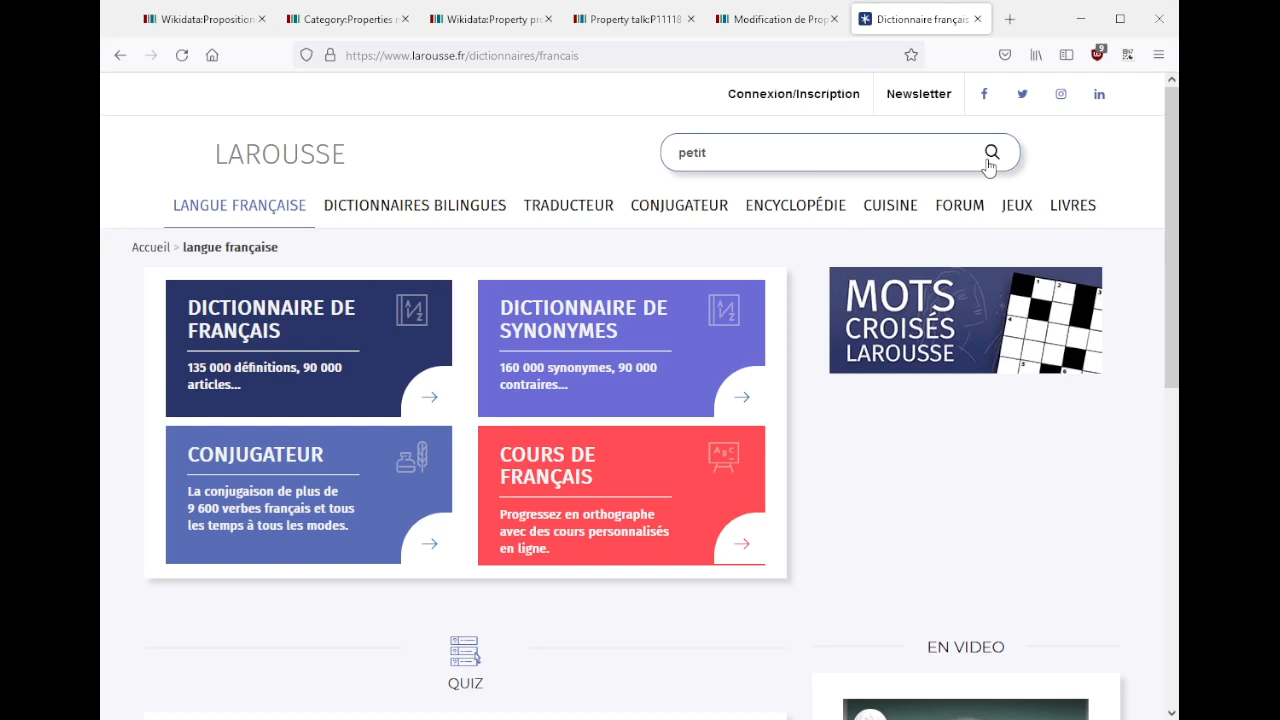 Wikidata:Proposition
Category:Properties r
Wikidata:Property pro
Property talk:P11118
Modification de Prop
Dictionnaire français
https://www.larousse.fr/dictionnaires/francais
9
Connexion/Inscription
Newsletter
LAROUSSE
petit
LANGUE FRANÇAISE
DICTIONNAIRES BILINGUES
TRADUCTEUR
CONJUGATEUR
ENCYCLOPÉDIE
CUISINE
FORUM
JEUX
LIVRES
Accueil > langue française
DICTIONNAIRE DE
FRANÇAIS
135 000 définitions, 90 000
articles...
DICTIONNAIRE DE
SYNONYMES
160 000 synonymes, 90 000
contraires...
MOTS
CROISÉS
LAROUSSE
CONJUGATEUR
La conjugaison de plus de
9 600 verbes français et tous
les temps à tous les modes.
COURS DE
FRANÇAIS
Progressez en orthographe
avec des cours personnalisés
en ligne.
QUIZ
EN VIDEO